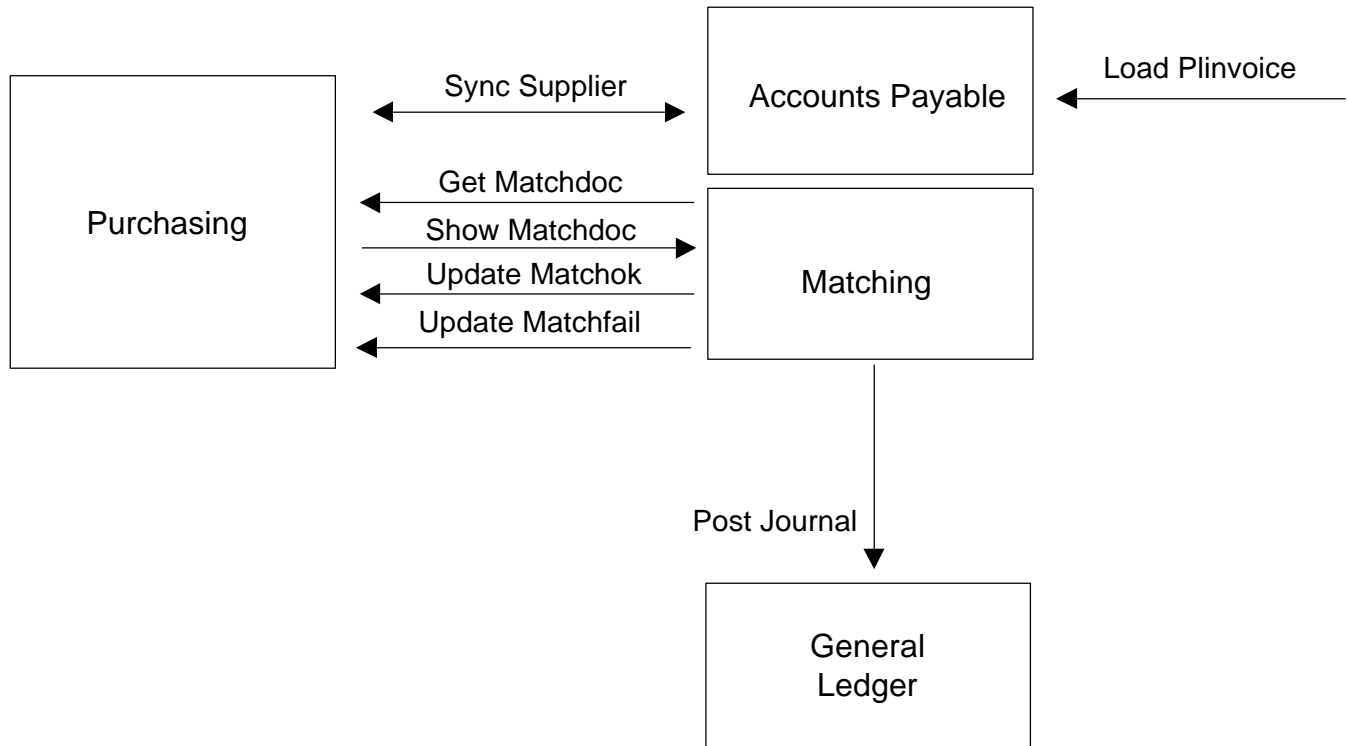 Load Plinvoice
Sync Supplier
Accounts Payable
Get Matchdoc
Purchasing
Show Matchdoc
Update Matchok
Matching
Update Matchfail
Post Journal
General
Ledger